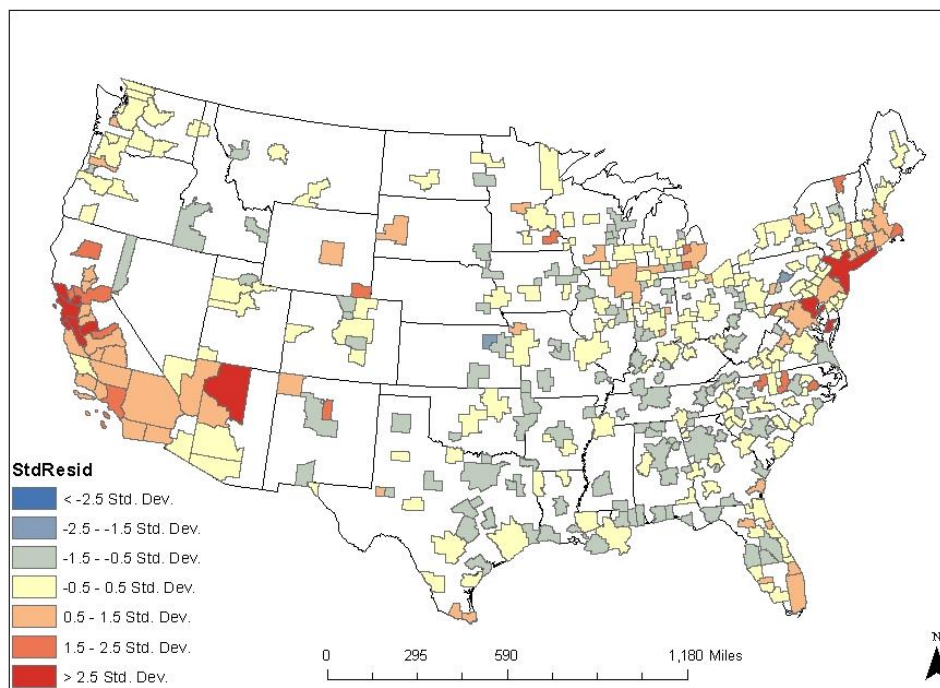 StdResid
< -2.5 Std. Dev.
-2.5 - -1.5 Std. Dev.
-1.5 - -0.5 Std. Dev.
-0.5 - 0.5 Std. Dev.
0.5 - 1.5 Std. Dev.
1.5 - 2.5 Std. Dev.
> 2.5 Std. Dev.
0 295 590 1,180 Miles
N